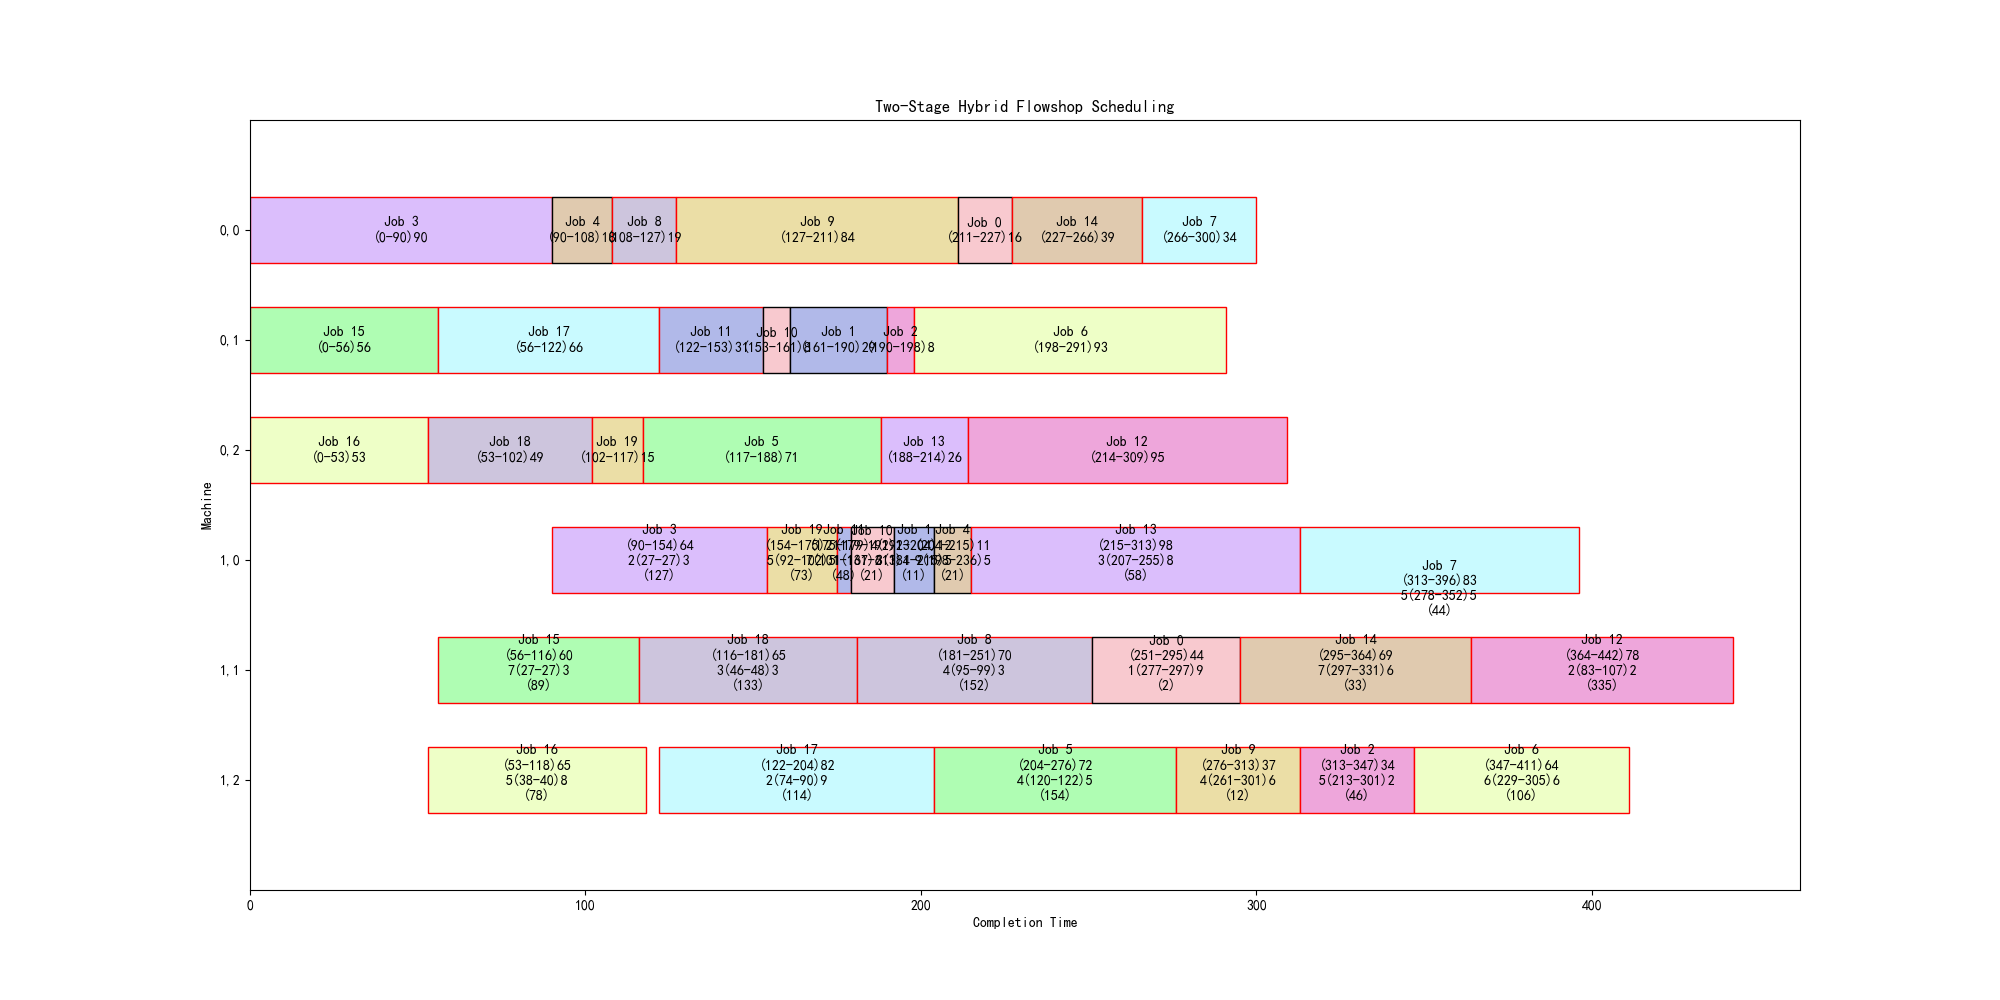 Two-Stage Hybrid Flowshop Scheduling
0,0
Job 3
(0-90)90
Job 4
(90-108)18
Job 8
(108-127)19
Job 9
(127-211)84
Job 0
(211-227)16
Job 14
(227-266)39
Job 7
(266-300)34
0,1
Job 15
(0-56)56
Job 17
(56-122)66
Job 11
(122-153)31
Job 10
(153-161)8
Job 1
(161-190)29
Job 2
(190-198)8
Job 6
(198-291)93
0,2
Job 16
(0-53)53
Job 18
(53-102)49
Job 19
(102-117)15
Job 5
(117-188)71
Job 13
(188-214)26
Job 12
(214-309)95
Machine
1,0
Job 3
(90-154)64
2(27-27)3
(127)
Job 19
(154-175)21
(73)
Job 11
(48)
Job 10
(21)
Job 1
(11)
Job 4
(204-215)11
(21)
Job 13
(215-313)98
3(207-255)8
(58)
Job 7
(313-396)83
5(278-352)5
(44)
1,1
Job 15
(56-116)60
7(27-27)3
(89)
Job 18
(116-181)65
3(46-48)3
(133)
Job 8
(181-251)70
4(95-99)3
(152)
Job 0
(251-295)44
1(277-297)9
(2)
Job 14
(295-364)69
7(297-331)6
(33)
Job 12
(364-442)78
2(83-107)2
(335)
1,2
Job 16
(53-118)65
5(38-40)8
(78)
Job 17
(122-204)82
2(74-90)9
(114)
Job 5
(204-276)72
4(120-122)5
(154)
Job 9
(276-313)37
4(261-301)6
(12)
Job 2
(313-347)34
5(213-301)2
(46)
Job 6
(347-411)64
6(229-305)6
(106)
0
100
200
300
400
Completion Time